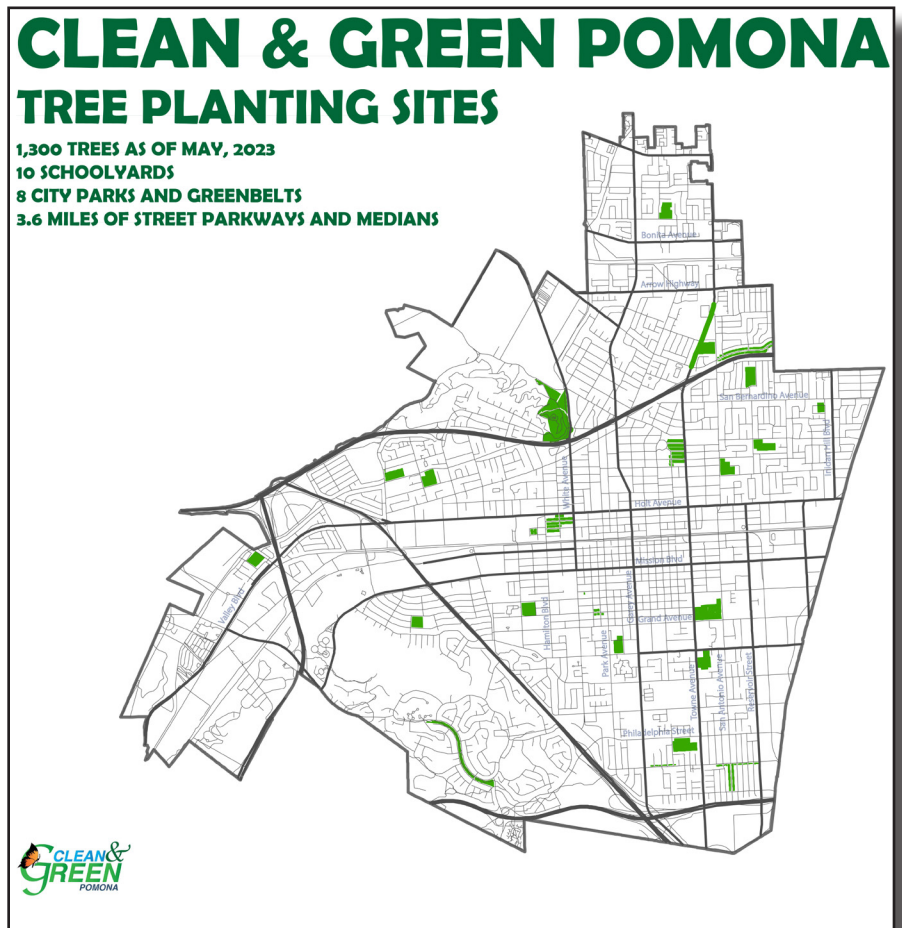 CLEAN & GREEN POMONA
TREE PLANTING SITES
1,300 TREES AS OF MAY, 2023
10 SCHOOLYARDS
8 CITY PARKS AND GREENBELTS
3.6 MILES OF STREET PARKWAYS AND MEDIANS
Bonita Avenue
Arrow Highway
San Bernardino Avenue
Indian Hill Blvd
White Avenue
Holt Avenue
Mission Blvd
Valley Blvd
Hamilton Blvd
Garey Avenue
Grand Avenue
Park Avenue
Towne Avenue
San Antonio Avenue
Reservoir Street
Philadelphia Street
CLEAN&
GREEN
POMONA